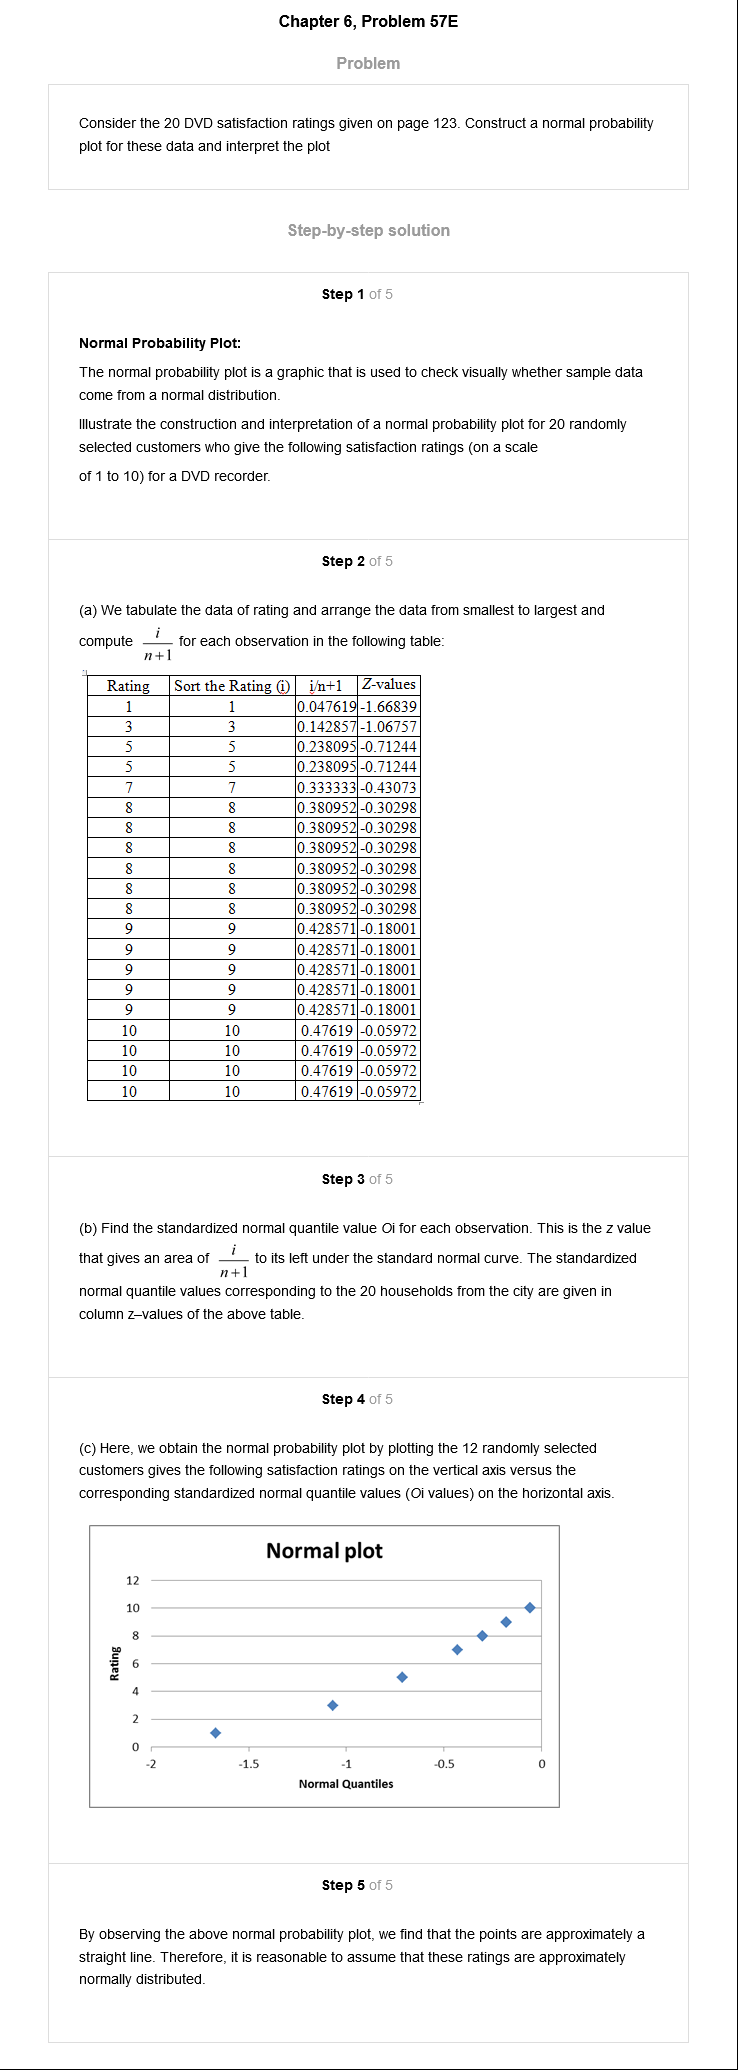 Chapter 6, Problem 57E
Problem
Consider the 20 DVD satisfaction ratings given on page 123. Construct a normal probability
plot for these data and interpret the plot
Step-by-step solution
Step 1 of 5
Normal Probability Plot:
The normal probability plot is a graphic that is used to check visually whether sample data
come from a normal distribution.
Illustrate the construction and interpretation of a normal probability plot for 20 randomly
selected customers who give the following satisfaction ratings (on a scale
of 1 to 10) for a DVD recorder.
Step 2 of 5
(a) We tabulate the data of rating and arrange the data from smallest to largest and
compute i/n+1 for each observation in the following table:
Rating Sort the Rating (i) i/n+1 Z-values
1 1 0.047619 -1.66839
3 3 0.142857 -1.06757
5 5 0.238095 -0.71244
5 5 0.238095 -0.71244
7 7 0.333333 -0.43073
8 8 0.380952 -0.30298
8 8 0.380952 -0.30298
8 8 0.380952 -0.30298
8 8 0.380952 -0.30298
8 8 0.380952 -0.30298
8 8 0.380952 -0.30298
9 9 0.428571 -0.18001
9 9 0.428571 -0.18001
9 9 0.428571 -0.18001
9 9 0.428571 -0.18001
9 9 0.428571 -0.18001
10 10 0.47619 -0.05972
10 10 0.47619 -0.05972
10 10 0.47619 -0.05972
10 10 0.47619 -0.05972
Step 3 of 5
(b) Find the standardized normal quantile value Oi for each observation. This is the z value
that gives an area of i/n+1 to its left under the standard normal curve. The standardized
normal quantile values corresponding to the 20 households from the city are given in
column z–values of the above table.
Step 4 of 5
(c) Here, we obtain the normal probability plot by plotting the 12 randomly selected
customers gives the following satisfaction ratings on the vertical axis versus the
corresponding standardized normal quantile values (Oi values) on the horizontal axis.
Normal plot
12
10
8
6
4
2
0
Rating
-2 -1.5 -1 -0.5 0
Normal Quantiles
Step 5 of 5
By observing the above normal probability plot, we find that the points are approximately a
straight line. Therefore, it is reasonable to assume that these ratings are approximately
normally distributed.